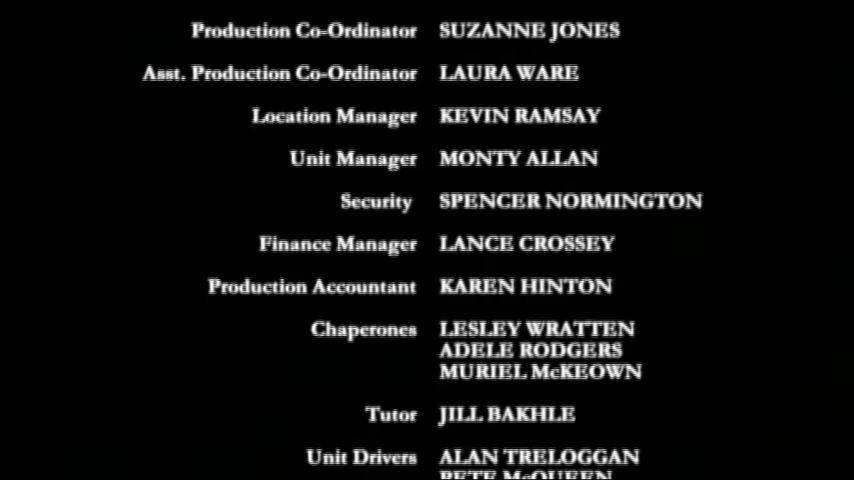 Production Co-Ordinator SUZANNE JONES
Asst. Production Co-Ordinator LAURA WARE
Location Manager KEVIN RAMSAY
Unit Manager MONTY ALLAN
Security SPENCER NORMINGTON
Finance Manager LANCE CROSSEY
Production Accountant KAREN HINTON
Chaperones LESLEY WRATTEN
ADELE RODGERS
MURIEL McKEOWN
Tutor JILL BAKHLE
Unit Drivers ALAN TRELOGGAN
PETE McQUEEN